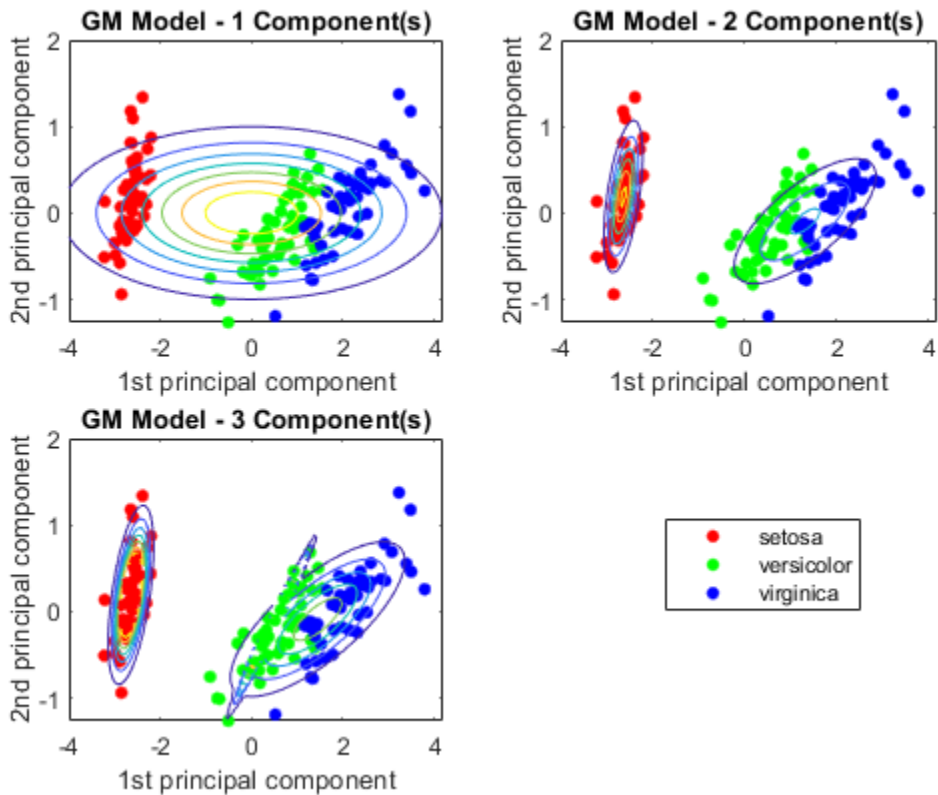 GM Model - 1 Component(s)
2
1
0
-1
-4
-2
0
2
4
2nd principal component
1st principal component
GM Model - 2 Component(s)
2
1
0
-1
-4
-2
0
2
4
2nd principal component
1st principal component
GM Model - 3 Component(s)
2
1
0
-1
-4
-2
0
2
4
2nd principal component
1st principal component
setosa
versicolor
virginica